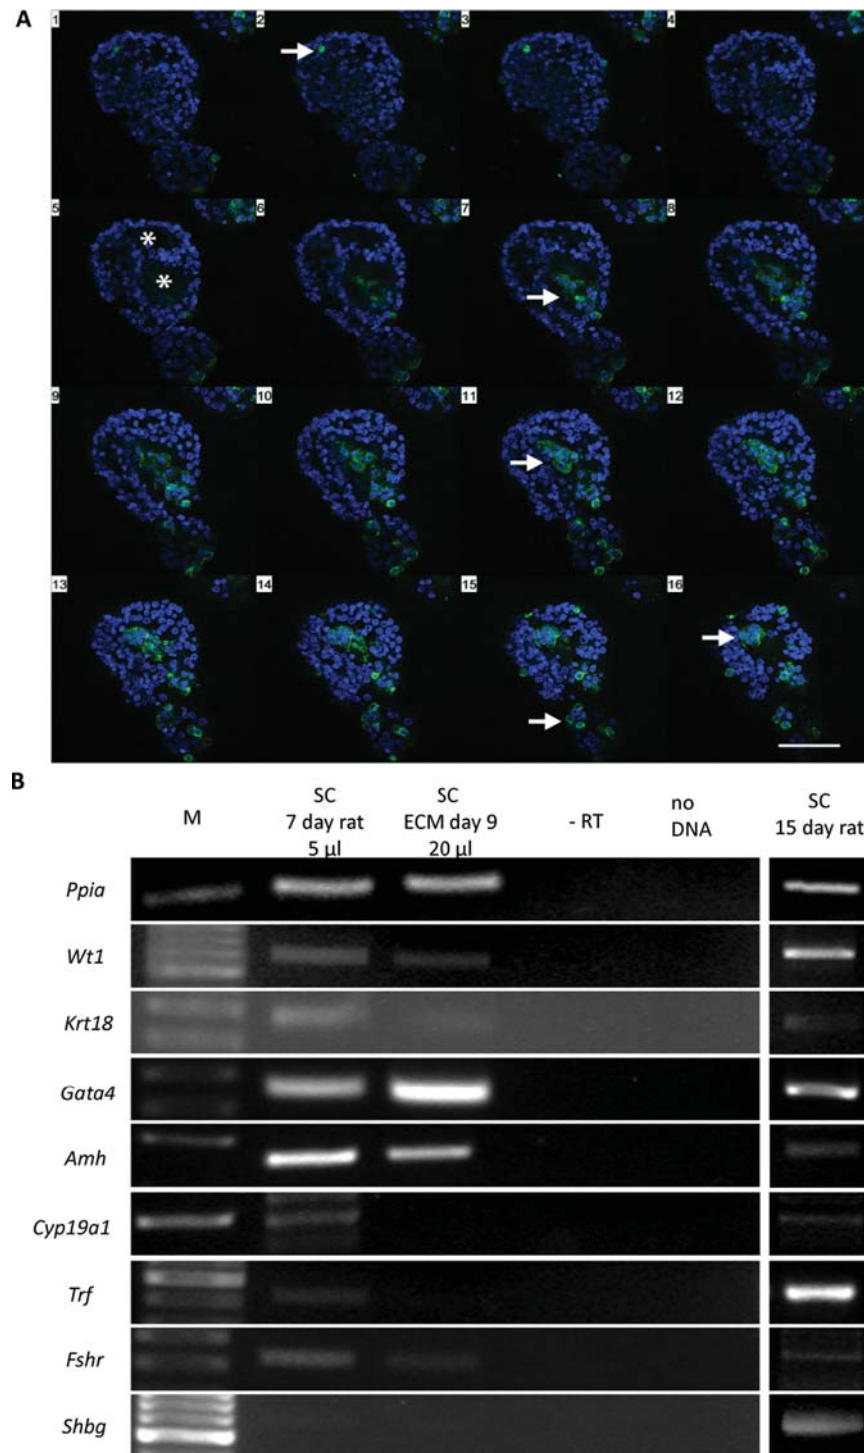 A
1 2 3 4
5 6 7 8
* *
9 10 11 12
13 14 15 16
B
SC SC SC
M 7 day rat ECM day 9 - RT no 15 day rat
5 µl 20 µl DNA
Ppia
Wt1
Krt18
Gata4
Amh
Cyp19a1
Trf
Fshr
Shbg